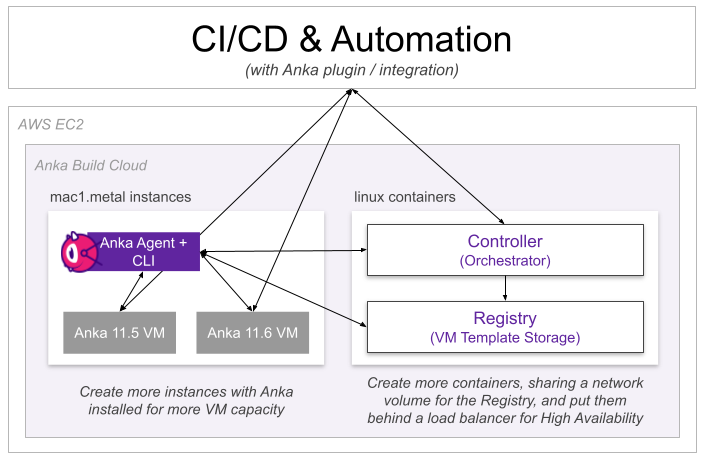 CI/CD & Automation
(with Anka plugin / integration)
AWS EC2
Anka Build Cloud
mac1.metal instances
linux containers
Anka Agent +
CLI
Controller
(Orchestrator)
Anka 11.5 VM
Anka 11.6 VM
Registry
(VM Template Storage)
Create more instances with Anka
installed for more VM capacity
Create more containers, sharing a network
volume for the Registry, and put them
behind a load balancer for High Availability